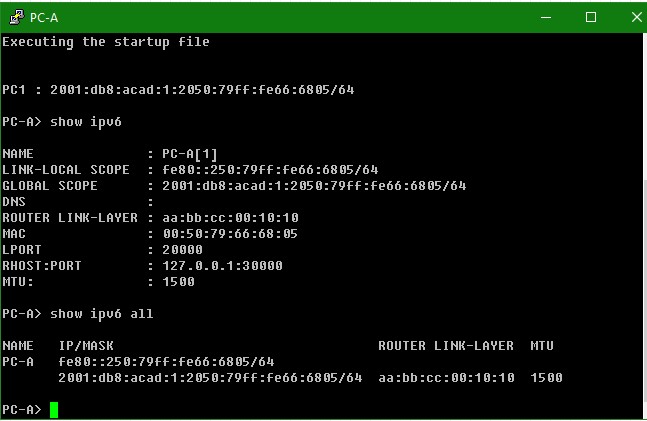 PC-A
Executing the startup file
PC1 : 2001:db8:acad:1:2050:79ff:fe66:6805/64
PC-A> show ipv6
NAME : PC-A[1]
LINK-LOCAL SCOPE : fe80::250:79ff:fe66:6805/64
GLOBAL SCOPE : 2001:db8:acad:1:2050:79ff:fe66:6805/64
DNS :
ROUTER LINK-LAYER : aa:bb:cc:00:10:10
MAC : 00:50:79:66:68:05
LPORT : 20000
RHOST:PORT : 127.0.0.1:30000
MTU: : 1500
PC-A> show ipv6 all
NAME IP/MASK ROUTER LINK-LAYER MTU
PC-A fe80::250:79ff:fe66:6805/64
2001:db8:acad:1:2050:79ff:fe66:6805/64 aa:bb:cc:00:10:10 1500
PC-A>